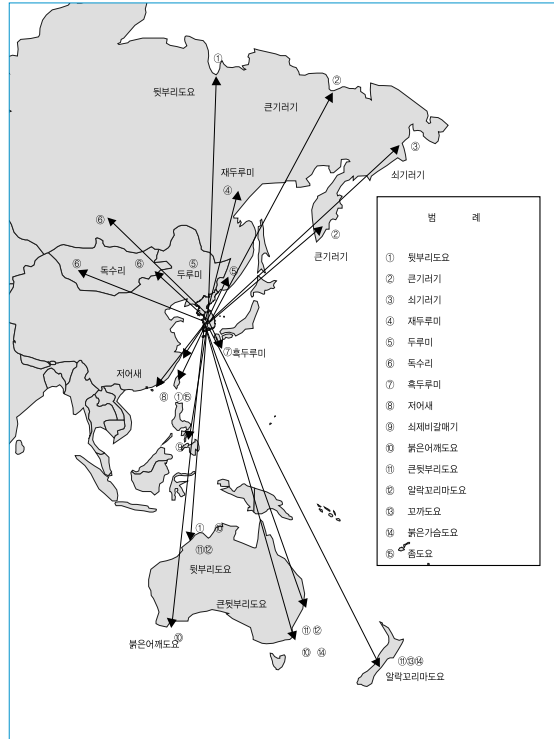 ①
뒷부리도요
②
큰기러기
③
쇠기러기
재두루미
④
⑥
②
큰기러기
⑥ 독수리 ⑥ ⑤ 두루미 ⑤
⑦ 흑두루미
저어새
⑧ ①⑮
⑨
①
⑪⑫
뒷부리도요
큰뒷부리도요
⑪ ⑫
붉은어깨도요 ⑩
⑩ ⑭
⑪⑬⑭
알락꼬리마도요
범 례
① 뒷부리도요
② 큰기러기
③ 쇠기러기
④ 재두루미
⑤ 두루미
⑥ 독수리
⑦ 흑두루미
⑧ 저어새
⑨ 쇠제비갈매기
⑩ 붉은어깨도요
⑪ 큰뒷부리도요
⑫ 알락꼬리마도요
⑬ 꼬까도요
⑭ 붉은가슴도요
⑮ 좀도요